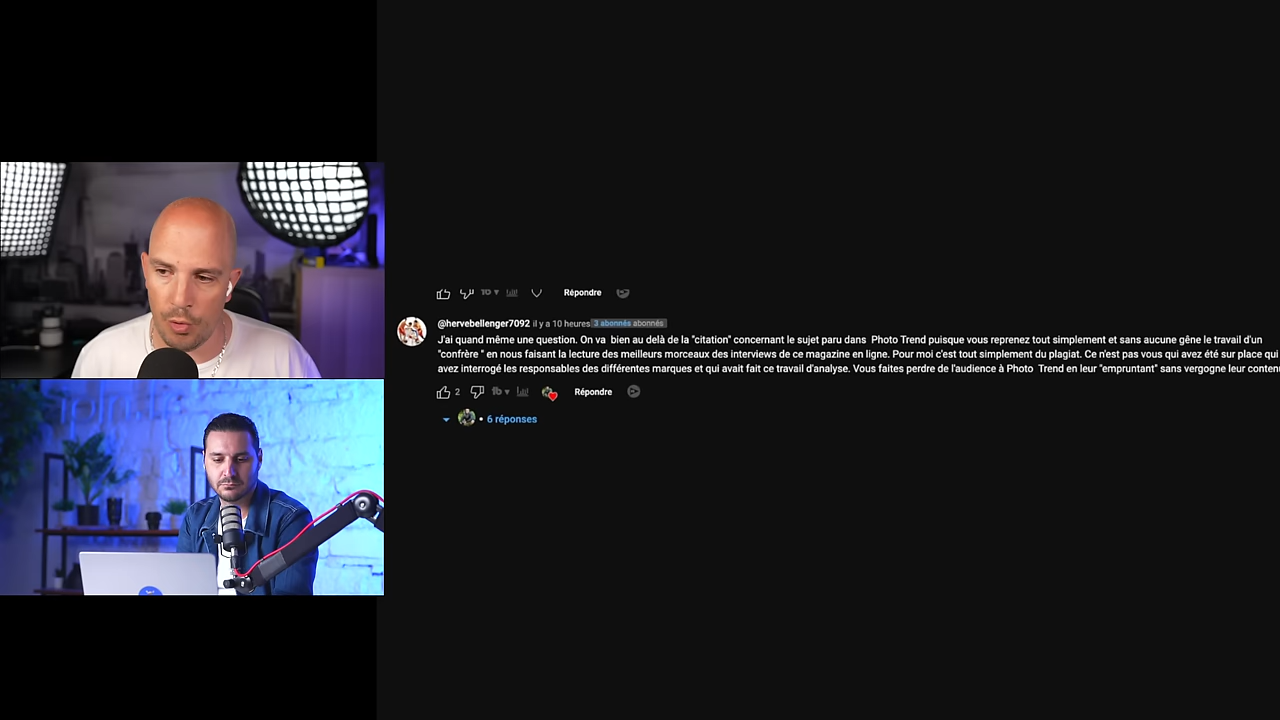 Répondre
@hervebellenger7092 il y a 10 heures 3 abonnés abonnés
J'ai quand même une question. On va bien au delà de la "citation" concernant le sujet paru dans Photo Trend puisque vous reprenez tout simplement et sans aucune gêne le travail d'un
"confrère " en nous faisant la lecture des meilleurs morceaux des interviews de ce magazine en ligne. Pour moi c'est tout simplement du plagiat. Ce n'est pas vous qui avez été sur place qui
avez interrogé les responsables des différentes marques et qui avait fait ce travail d'analyse. Vous faites perdre de l'audience à Photo Trend en leur "empruntant" sans vergogne leur conten
2 Répondre
• 6 réponses